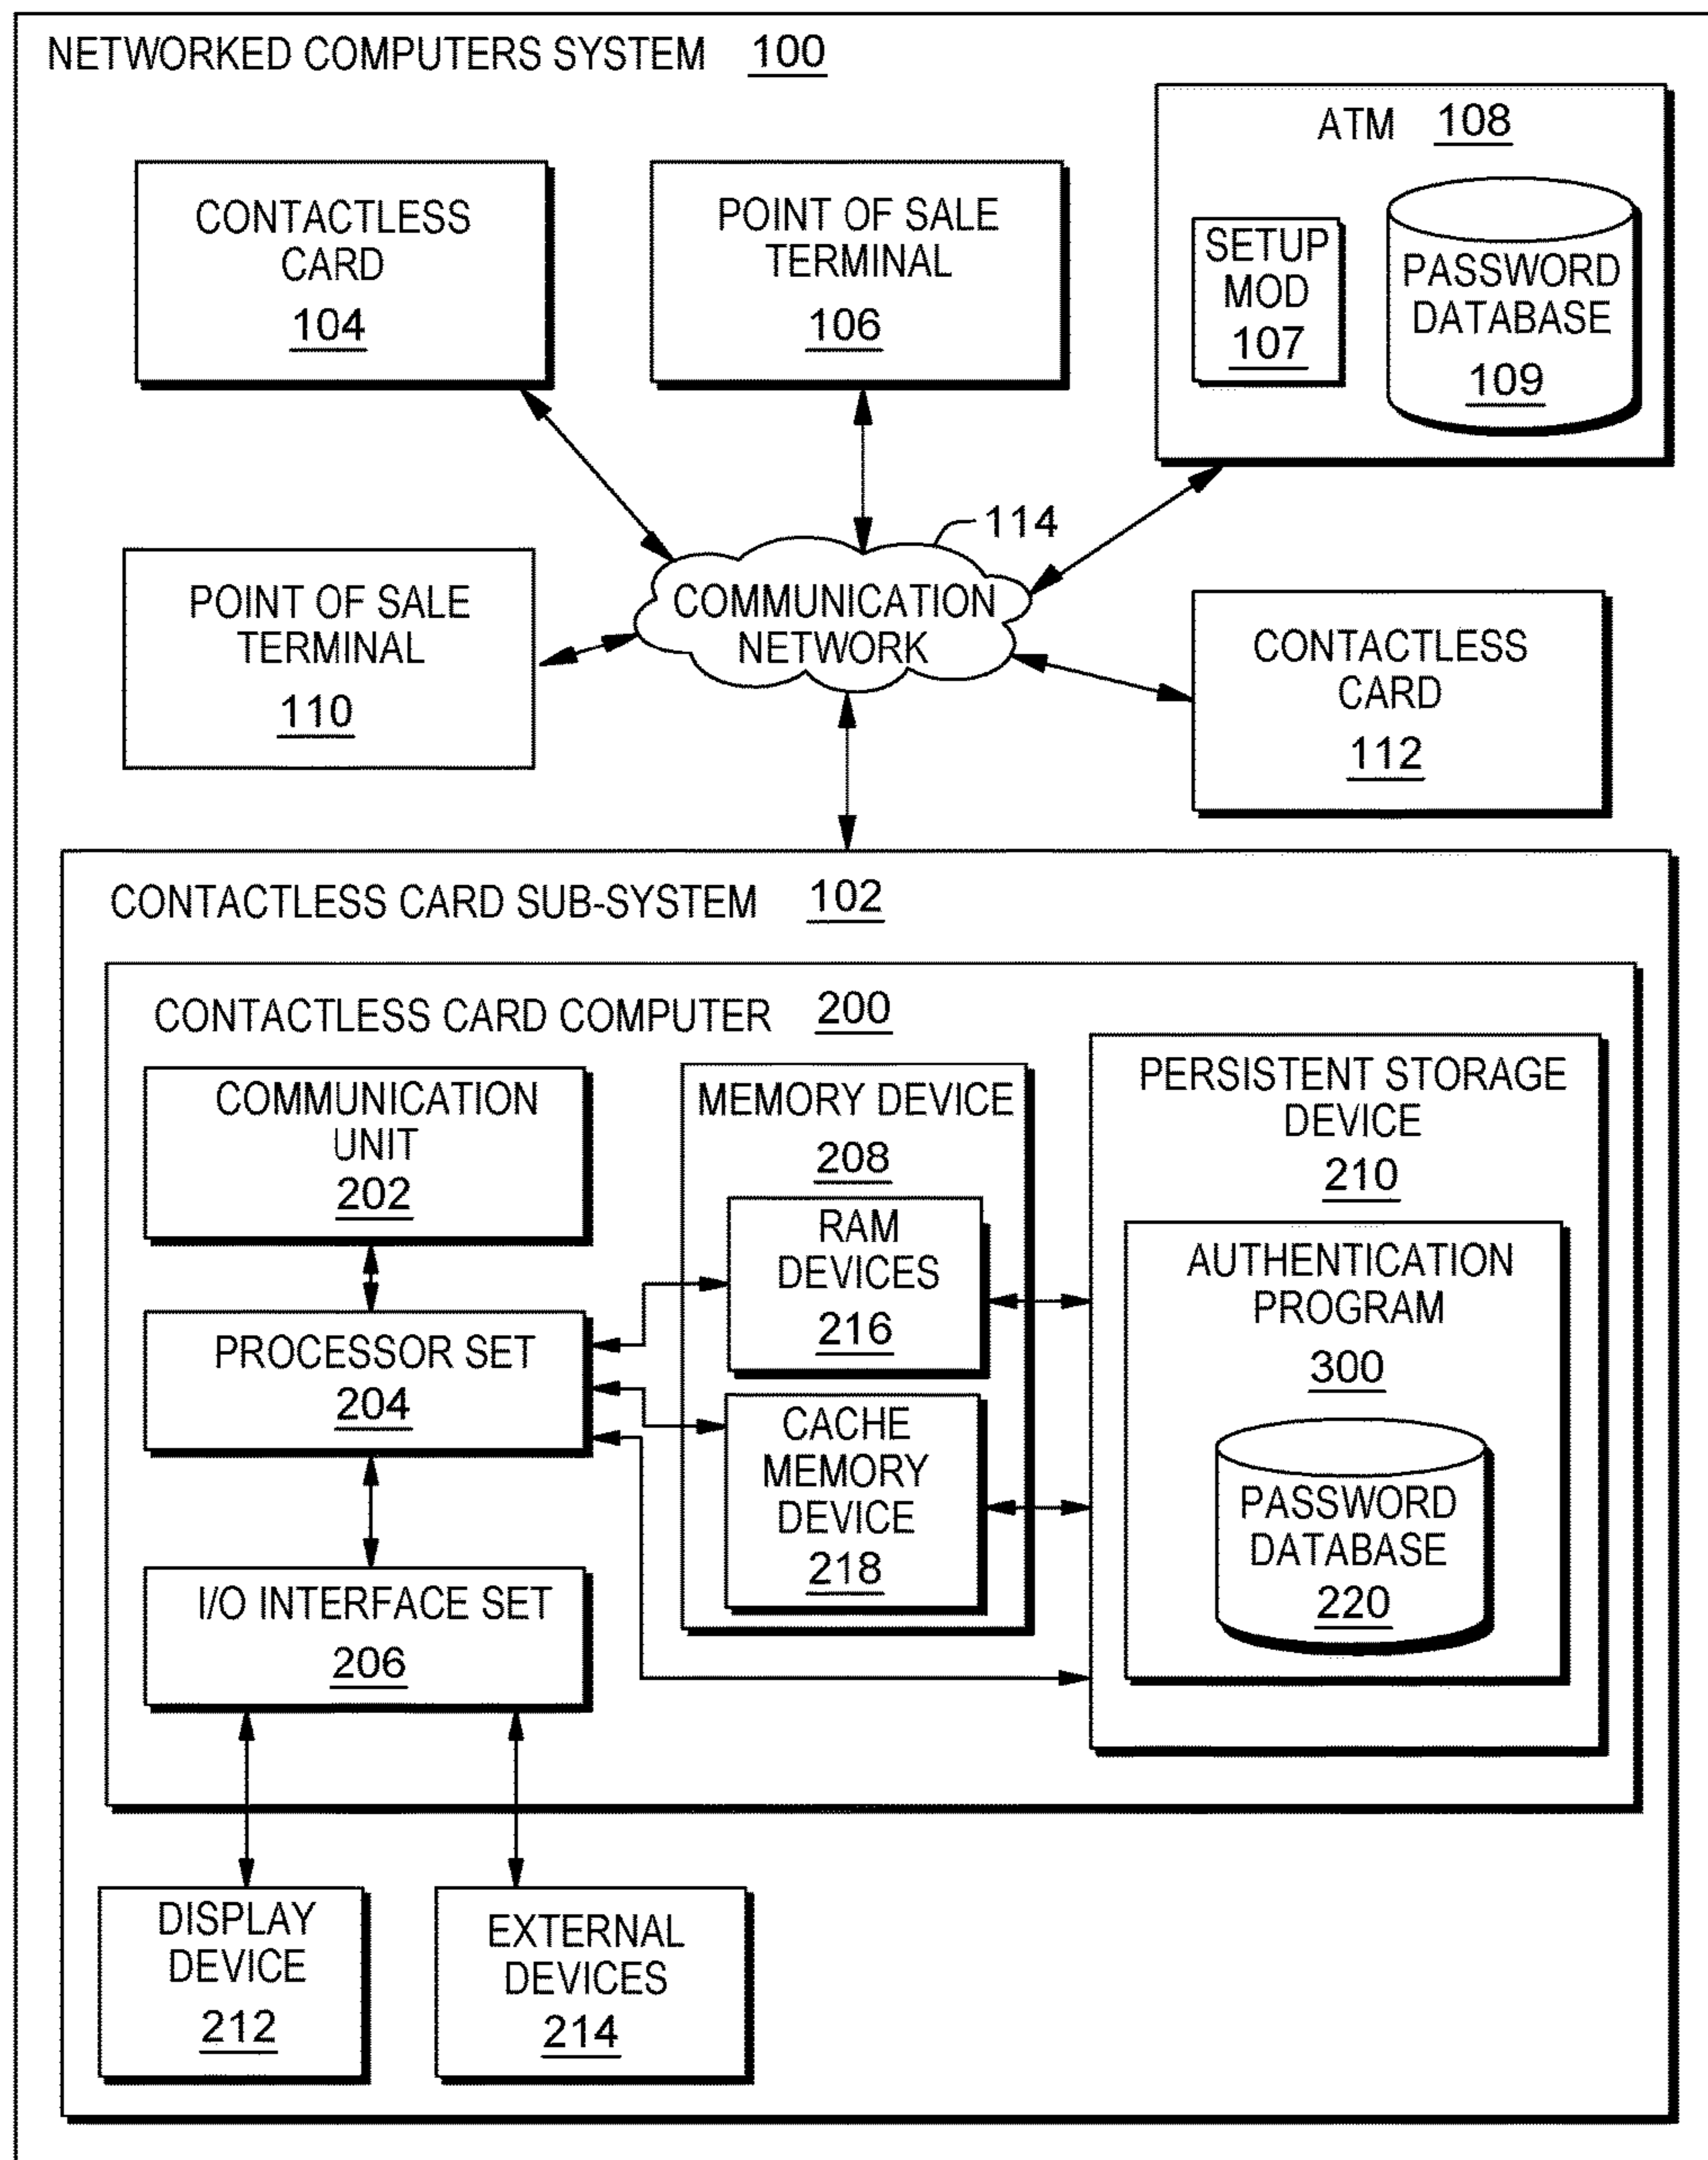 NETWORKED COMPUTERS SYSTEM 100
CONTACTLESS
CARD
104
POINT OF SALE
TERMINAL
106
ATM 108
SETUP
MOD
107
PASSWORD
DATABASE
109
114
COMMUNICATION
NETWORK
POINT OF SALE
TERMINAL
110
CONTACTLESS
CARD
112
CONTACTLESS CARD SUB-SYSTEM 102
CONTACTLESS CARD COMPUTER 200
COMMUNICATION
UNIT
202
PROCESSOR SET
204
I/O INTERFACE SET
206
MEMORY DEVICE
208
RAM
DEVICES
216
CACHE
MEMORY
DEVICE
218
PERSISTENT STORAGE
DEVICE
210
AUTHENTICATION
PROGRAM
300
PASSWORD
DATABASE
220
DISPLAY
DEVICE
212
EXTERNAL
DEVICES
214